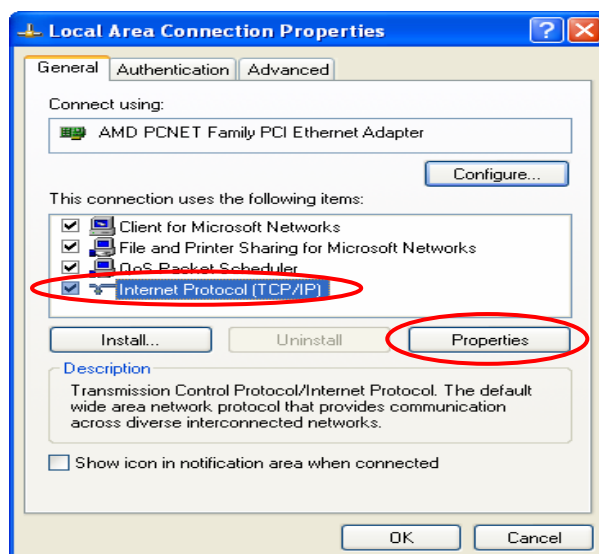 Local Area Connection Properties
General Authentication Advanced
Connect using:
AMD PCNET Family PCI Ethernet Adapter
Configure...
This connection uses the following items:
Client for Microsoft Networks
File and Printer Sharing for Microsoft Networks
QoS Packet Scheduler
Internet Protocol (TCP/IP)
Install... Uninstall Properties
Description
Transmission Control Protocol/Internet Protocol. The default
wide area network protocol that provides communication
across diverse interconnected networks.
Show icon in notification area when connected
OK Cancel